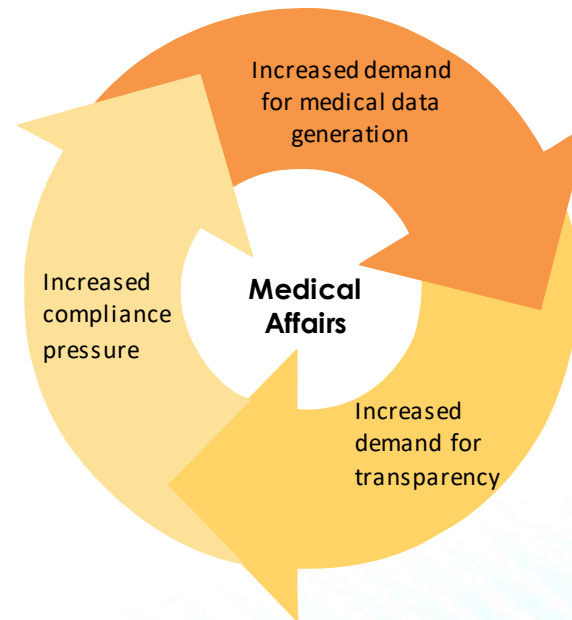 Increased demand
for medical data
generation
Increased
compliance
pressure
Medical
Affairs
Increased
demand for
transparency